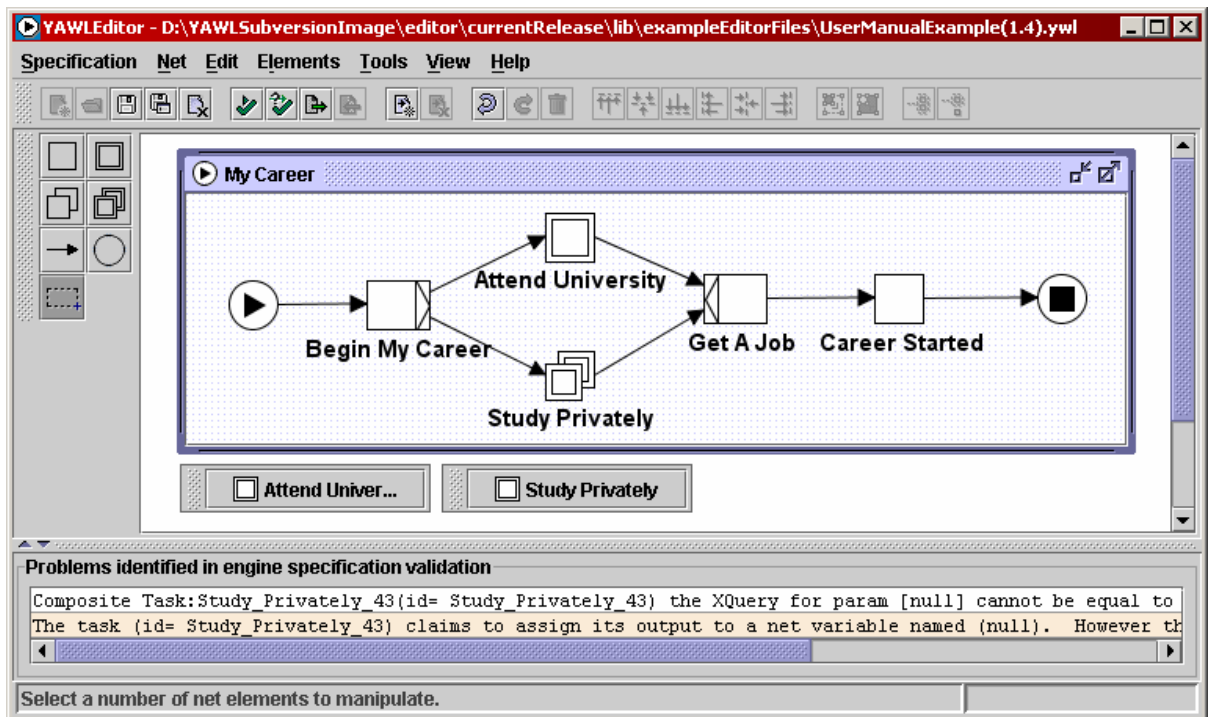 YAWLEditor - D:\YAWLSubversionImage\editor\currentRelease\lib\exampleEditorFiles\UserManualExample(1.4).ywl
Specification Net Edit Elements Tools View Help
My Career
Attend University
Begin My Career
Get A Job
Career Started
Study Privately
Attend Univer...
Study Privately
Problems identified in engine specification validation
Composite Task:Study_Privately_43(id= Study_Privately_43) the XQuery for param [null] cannot be equal to
The task (id= Study_Privately_43) claims to assign its output to a net variable named (null). However th
Select a number of net elements to manipulate.